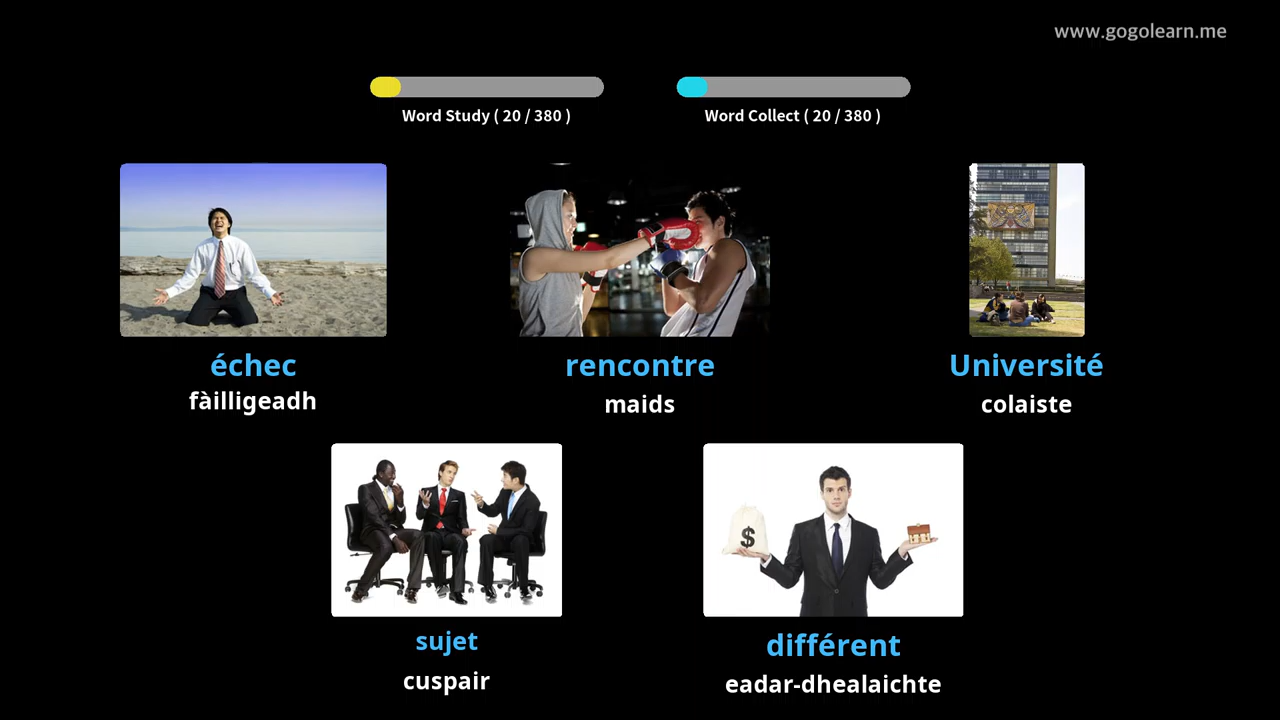 www.gogolearn.me
Word Study ( 20 / 380 )
Word Collect ( 20 / 380 )
échec
fàilligeadh
rencontre
maids
Université
colaiste
$
sujet
cuspair
différent
eadar-dhealaichte